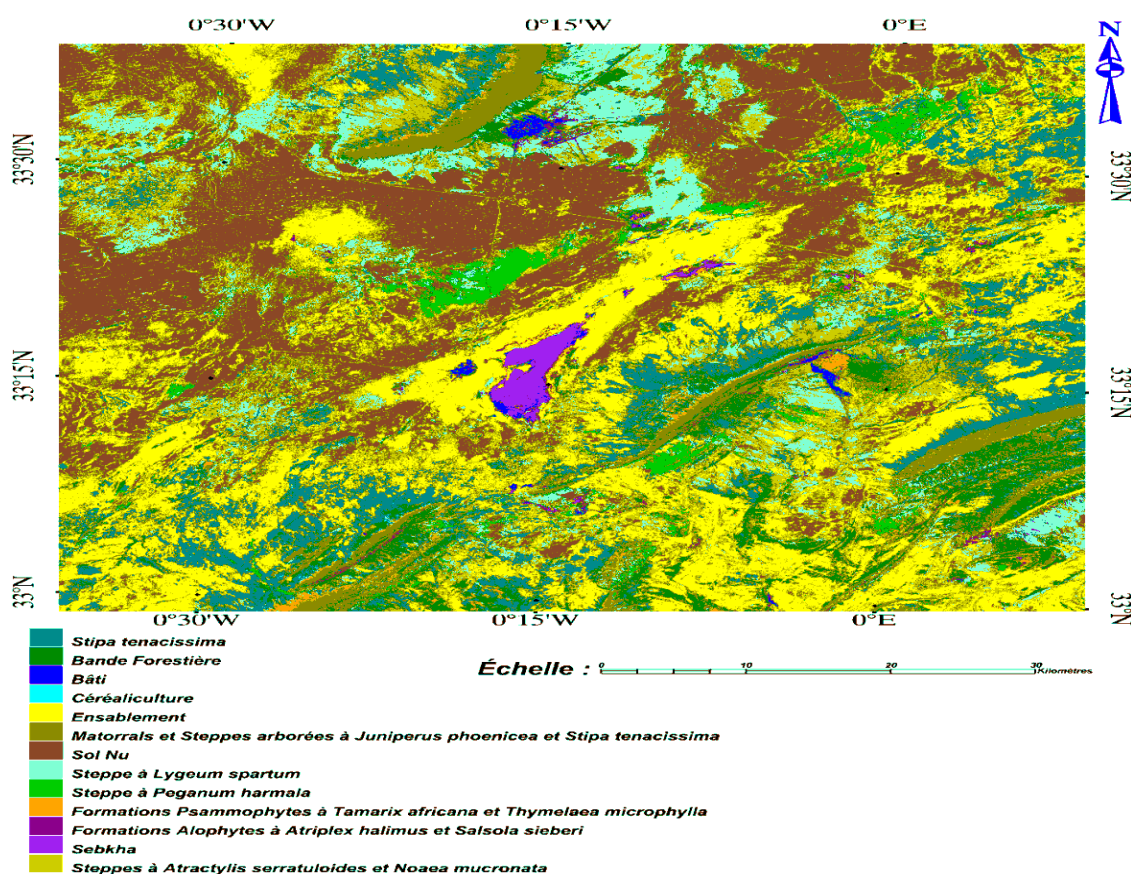 0°30'W 0°15'W 0°E
N
33°30'N 33°30'N
33°15'N 33°15'N
33°N 33°N
0°30'W 0°15'W 0°E
Stipa tenacissima
Bande Forestière
Bâti
Céréaliculture
Ensablement
Matorrals et Steppes arborées à Juniperus phoenicea et Stipa tenacissima
Sol Nu
Steppe à Lygeum spartum
Steppe à Peganum harmala
Formations Psammophytes à Tamarix africana et Thymelaea microphylla
Formations Alophytes à Atriplex halimus et Salsola sieberi
Sebkha
Steppes à Atractylis serratuloides et Noaea mucronata
Échelle : 0 10 20 30 Kilomètres